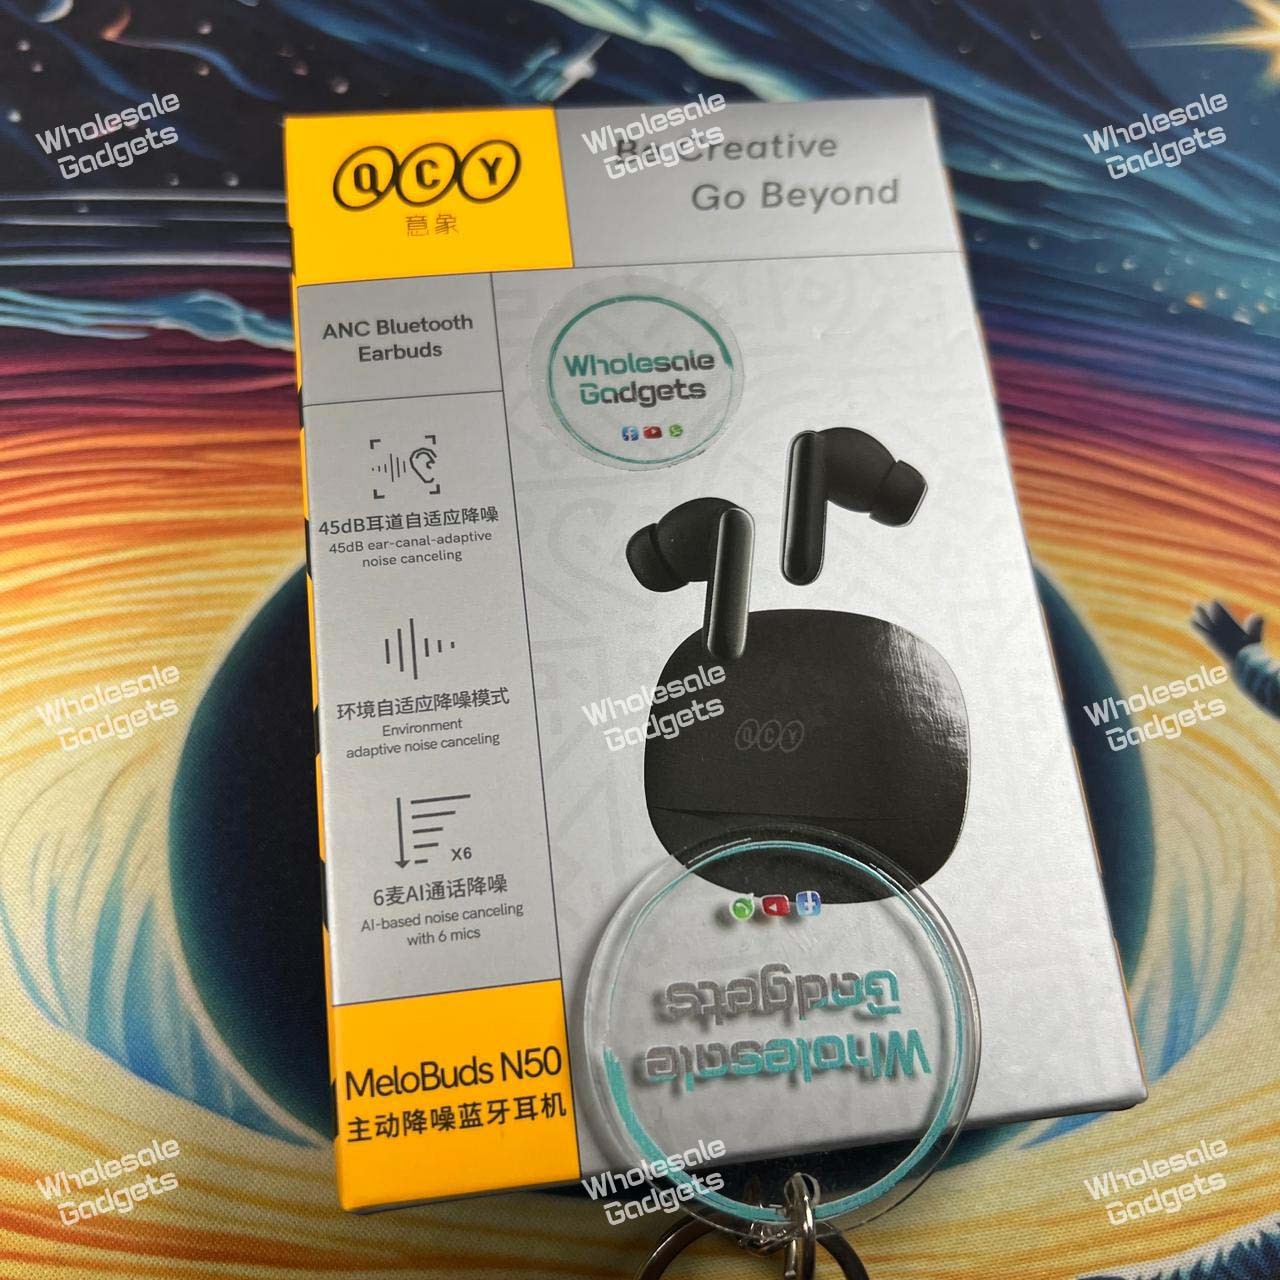 Wholesale
Gadgets
Wholesale
Gadgets
Wholesale
Gadgets
QCY
意象
Be Creative
Go Beyond
ANC Bluetooth
Earbuds
Wholesale
Gadgets
45dB耳道自适应降噪
45dB ear-canal-adaptive
noise canceling
环境自适应降噪模式
Environment
adaptive noise canceling
Wholesale
Gadgets
Wholesale
Gadgets
Wholesale
Gadgets
QCY
X6
6麦AI通话降噪
AI-based noise canceling
with 6 mics
Wholesale
Gadgets
MeloBuds N50
主动降噪蓝牙耳机
Wholesale
Gadgets
Wholesale
Gadgets
Wholesale
Gadgets